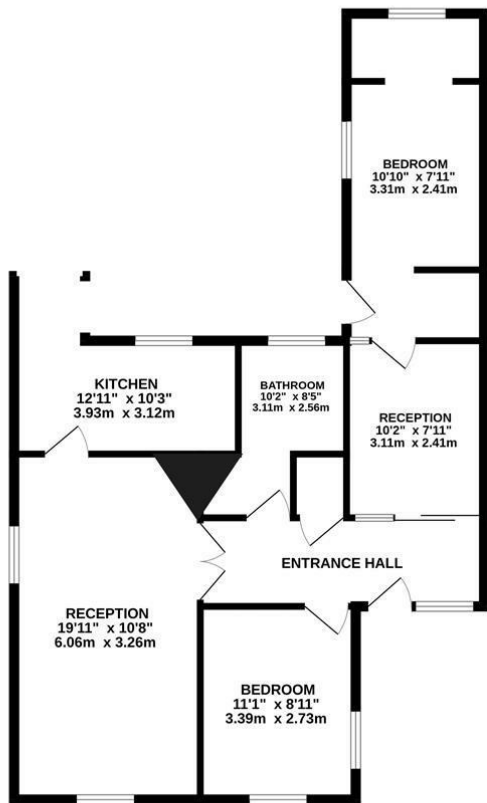 BEDROOM
10'10" x 7'11"
3.31m x 2.41m
KITCHEN
12'11" x 10'3"
3.93m x 3.12m
BATHROOM
10'2" x 8'5"
3.11m x 2.56m
RECEPTION
10'2" x 7'11"
3.11m x 2.41m
ENTRANCE HALL
RECEPTION
19'11" x 10'8"
6.06m x 3.26m
BEDROOM
11'1" x 8'11"
3.39m x 2.73m